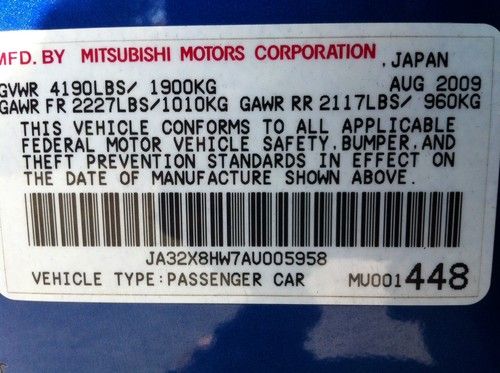 MFD. BY MITSUBISHI MOTORS CORPORATION , JAPAN
GVWR 4190LBS/ 1900KG AUG 2009
GAWR FR 2227LBS/1010KG GAWR RR 2117LBS/ 960KG
THIS VEHICLE CONFORMS TO ALL APPLICABLE
FEDERAL MOTOR VEHICLE SAFETY,BUMPER,AND
THEFT PREVENTION STANDARDS IN EFFECT ON
THE DATE OF MANUFACTURE SHOWN ABOVE.
JA32X8HW7AU005958
VEHICLE TYPE:PASSENGER CAR MU001448